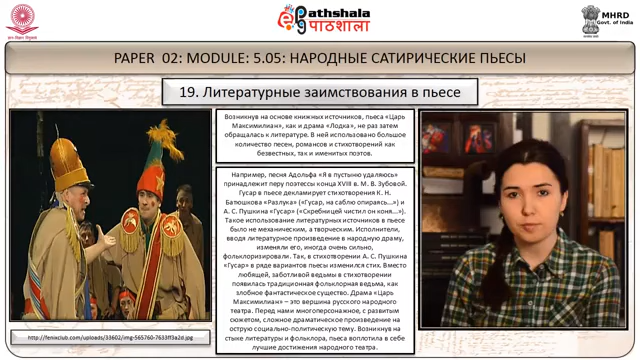 ePathshala
पाठशाला
MHRD
Govt. of India
PAPER 02: MODULE: 5.05: НАРОДНЫЕ САТИРИЧЕСКИЕ ПЬЕСЫ
19. Литературные заимствования в пьесе
Возникнув на основе книжных источников, пьеса «Царь
Максимилиан», как и драма «Лодка», не раз затем
обращалась к литературе. В ней использовано большое
количество песен, романсов и стихотворений как
безвестных, так и именитых поэтов.
Например, песня Адольфа «Я в пустыню удаляюсь»
принадлежит перу поэтессы конца XVIII в. М. В. Зубовой.
Гусар в пьесе декламирует стихотворения К. Н.
Батюшкова «Разлука» («Гусар, на саблю опираясь…») и
А. С. Пушкина «Гусар» («Скребницей чистил он коня…»).
Такое использование литературных источников в пьесе
было не механическим, а творческим. Исполнители,
вводя литературное произведение в народную драму,
изменяли его, иногда очень сильно,
фольклоризировали. Так, в стихотворении А. С. Пушкина
«Гусар» в ряде вариантов пьесы изменился стих. Вместо
любящей, заботливой ведьмы в стихотворении
появилась традиционная фольклорная ведьма, как
злобное фантастическое существо. Драма «Царь
Максимилиан» – это вершина русского народного
театра. Перед нами многоперсонажное, с развитым
сюжетом, сложное драматическое произведение на
острую социально-политическую тему. Возникнув на
стыке литературы и фольклора, пьеса воплотила в себе
лучшие достижения народного театра.
http://fenixclub.com/uploads/33602/img-565760-7633ff3a2d.jpg